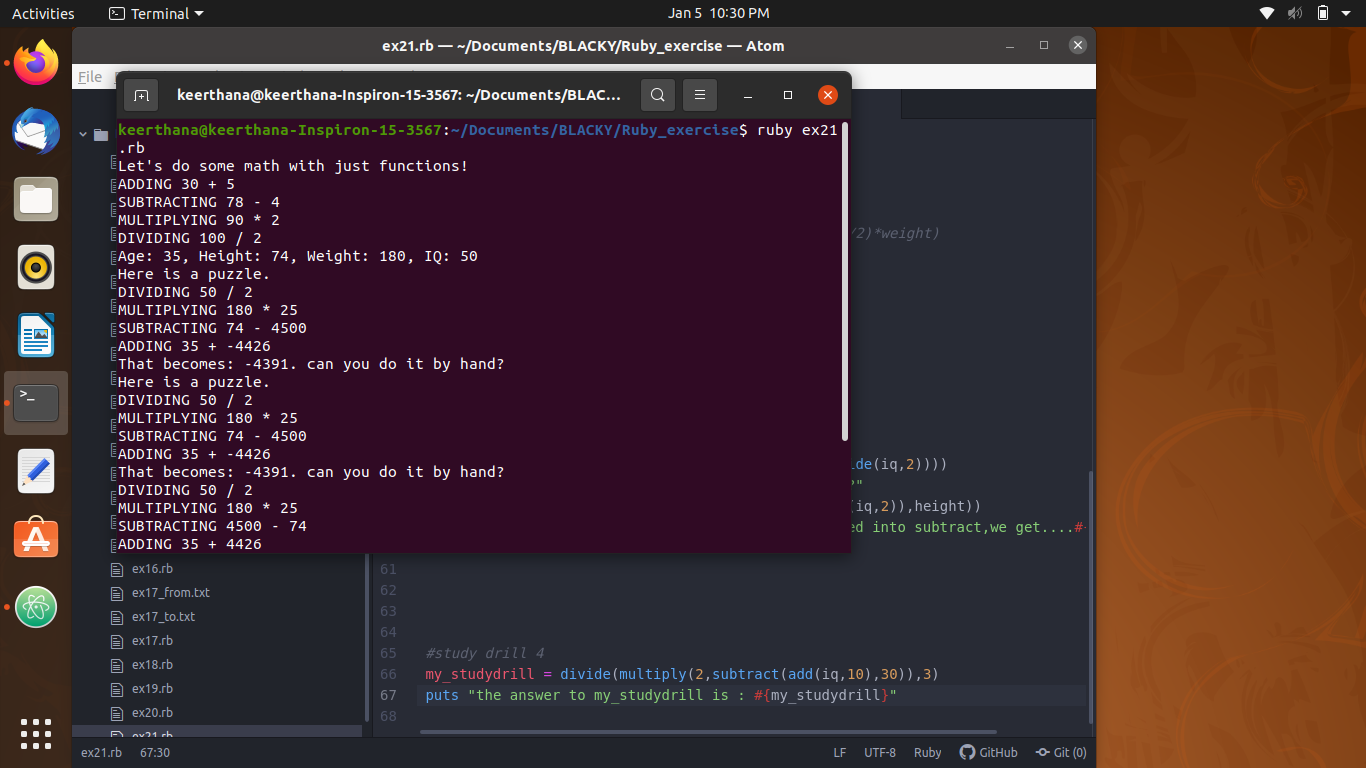 Activities
Terminal
Jan 5 10:30 PM
ex21.rb — ~/Documents/BLACKY/Ruby_exercise — Atom
File
keerthana@keerthana-Inspiron-15-3567: ~/Documents/BLAC...
keerthana@keerthana-Inspiron-15-3567:~/Documents/BLACKY/Ruby_exercise$ ruby ex21
.rb
Let's do some math with just functions!
ADDING 30 + 5
SUBTRACTING 78 - 4
MULTIPLYING 90 * 2
DIVIDING 100 / 2
Age: 35, Height: 74, Weight: 180, IQ: 50
Here is a puzzle.
DIVIDING 50 / 2
MULTIPLYING 180 * 25
SUBTRACTING 74 - 4500
ADDING 35 + -4426
That becomes: -4391. can you do it by hand?
Here is a puzzle.
DIVIDING 50 / 2
MULTIPLYING 180 * 25
SUBTRACTING 74 - 4500
ADDING 35 + -4426
That becomes: -4391. can you do it by hand?
DIVIDING 50 / 2
MULTIPLYING 180 * 25
SUBTRACTING 4500 - 74
ADDING 35 + 4426
/2)*weight)
ide(iq,2))))
?"
(iq,2)),height))
ed into subtract,we get....#
ex16.rb
ex17_from.txt
ex17_to.txt
ex17.rb
ex18.rb
ex19.rb
ex20.rb
ex21.rb
61
62
63
64
65 #study drill 4
66 my_studydrill = divide(multiply(2,subtract(add(iq,10),30)),3)
67 puts "the answer to my_studydrill is : #{my_studydrill}"
68
ex21.rb 67:30 LF UTF-8 Ruby GitHub Git (0)